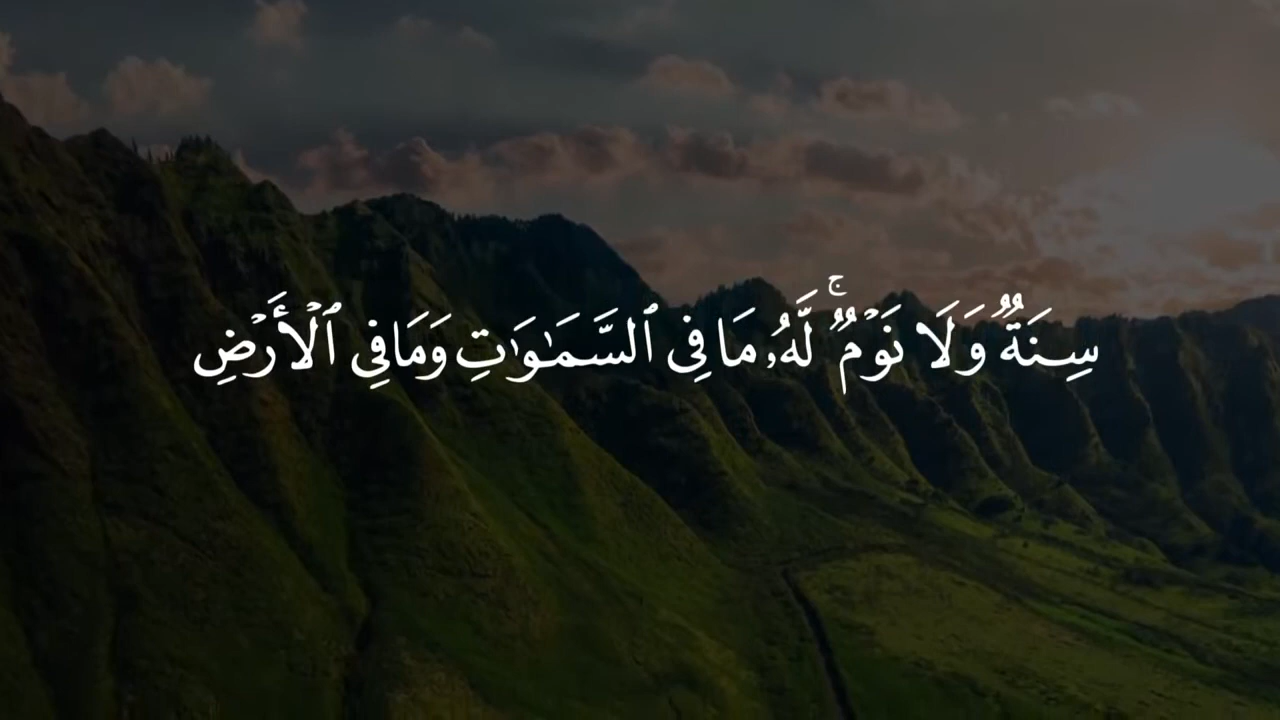 سِنَةٌ وَلَا نَوْمٌ ۚ لَّهُۥ مَا فِى ٱلسَّمَـٰوَٰتِ وَمَا فِى ٱلْأَرْضِ